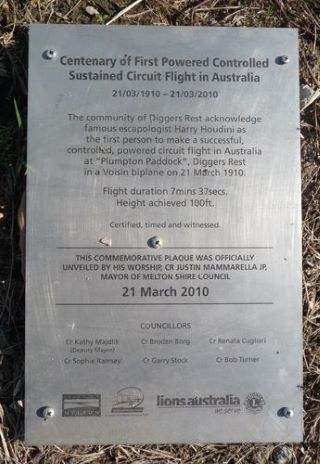 Centenary of First Powered Controlled
Sustained Circuit Flight in Australia
21/03/1910 – 21/03/2010
The community of Diggers Rest acknowledge
famous escapologist Harry Houdini as
the first person to make a successful,
controlled, powered circuit flight in Australia
at "Plumpton Paddock", Diggers Rest
in a Voisin biplane on 21 March 1910.
Flight duration 7mins 37secs.
Height achieved 100ft.
Certified, timed and witnessed.
THIS COMMEMORATIVE PLAQUE WAS OFFICIALLY
UNVEILED BY HIS WORSHIP, CR JUSTIN MAMMARELLA JP,
MAYOR OF MELTON SHIRE COUNCIL
21 March 2010
COUNCILLORS
Cr Kathy Majdlik
(Deputy Mayor)
Cr Broden Borg
Cr Renata Cugliari
Cr Sophie Ramsey
Cr Garry Stock
Cr Bob Turner
MELTON
lions australia
we serve